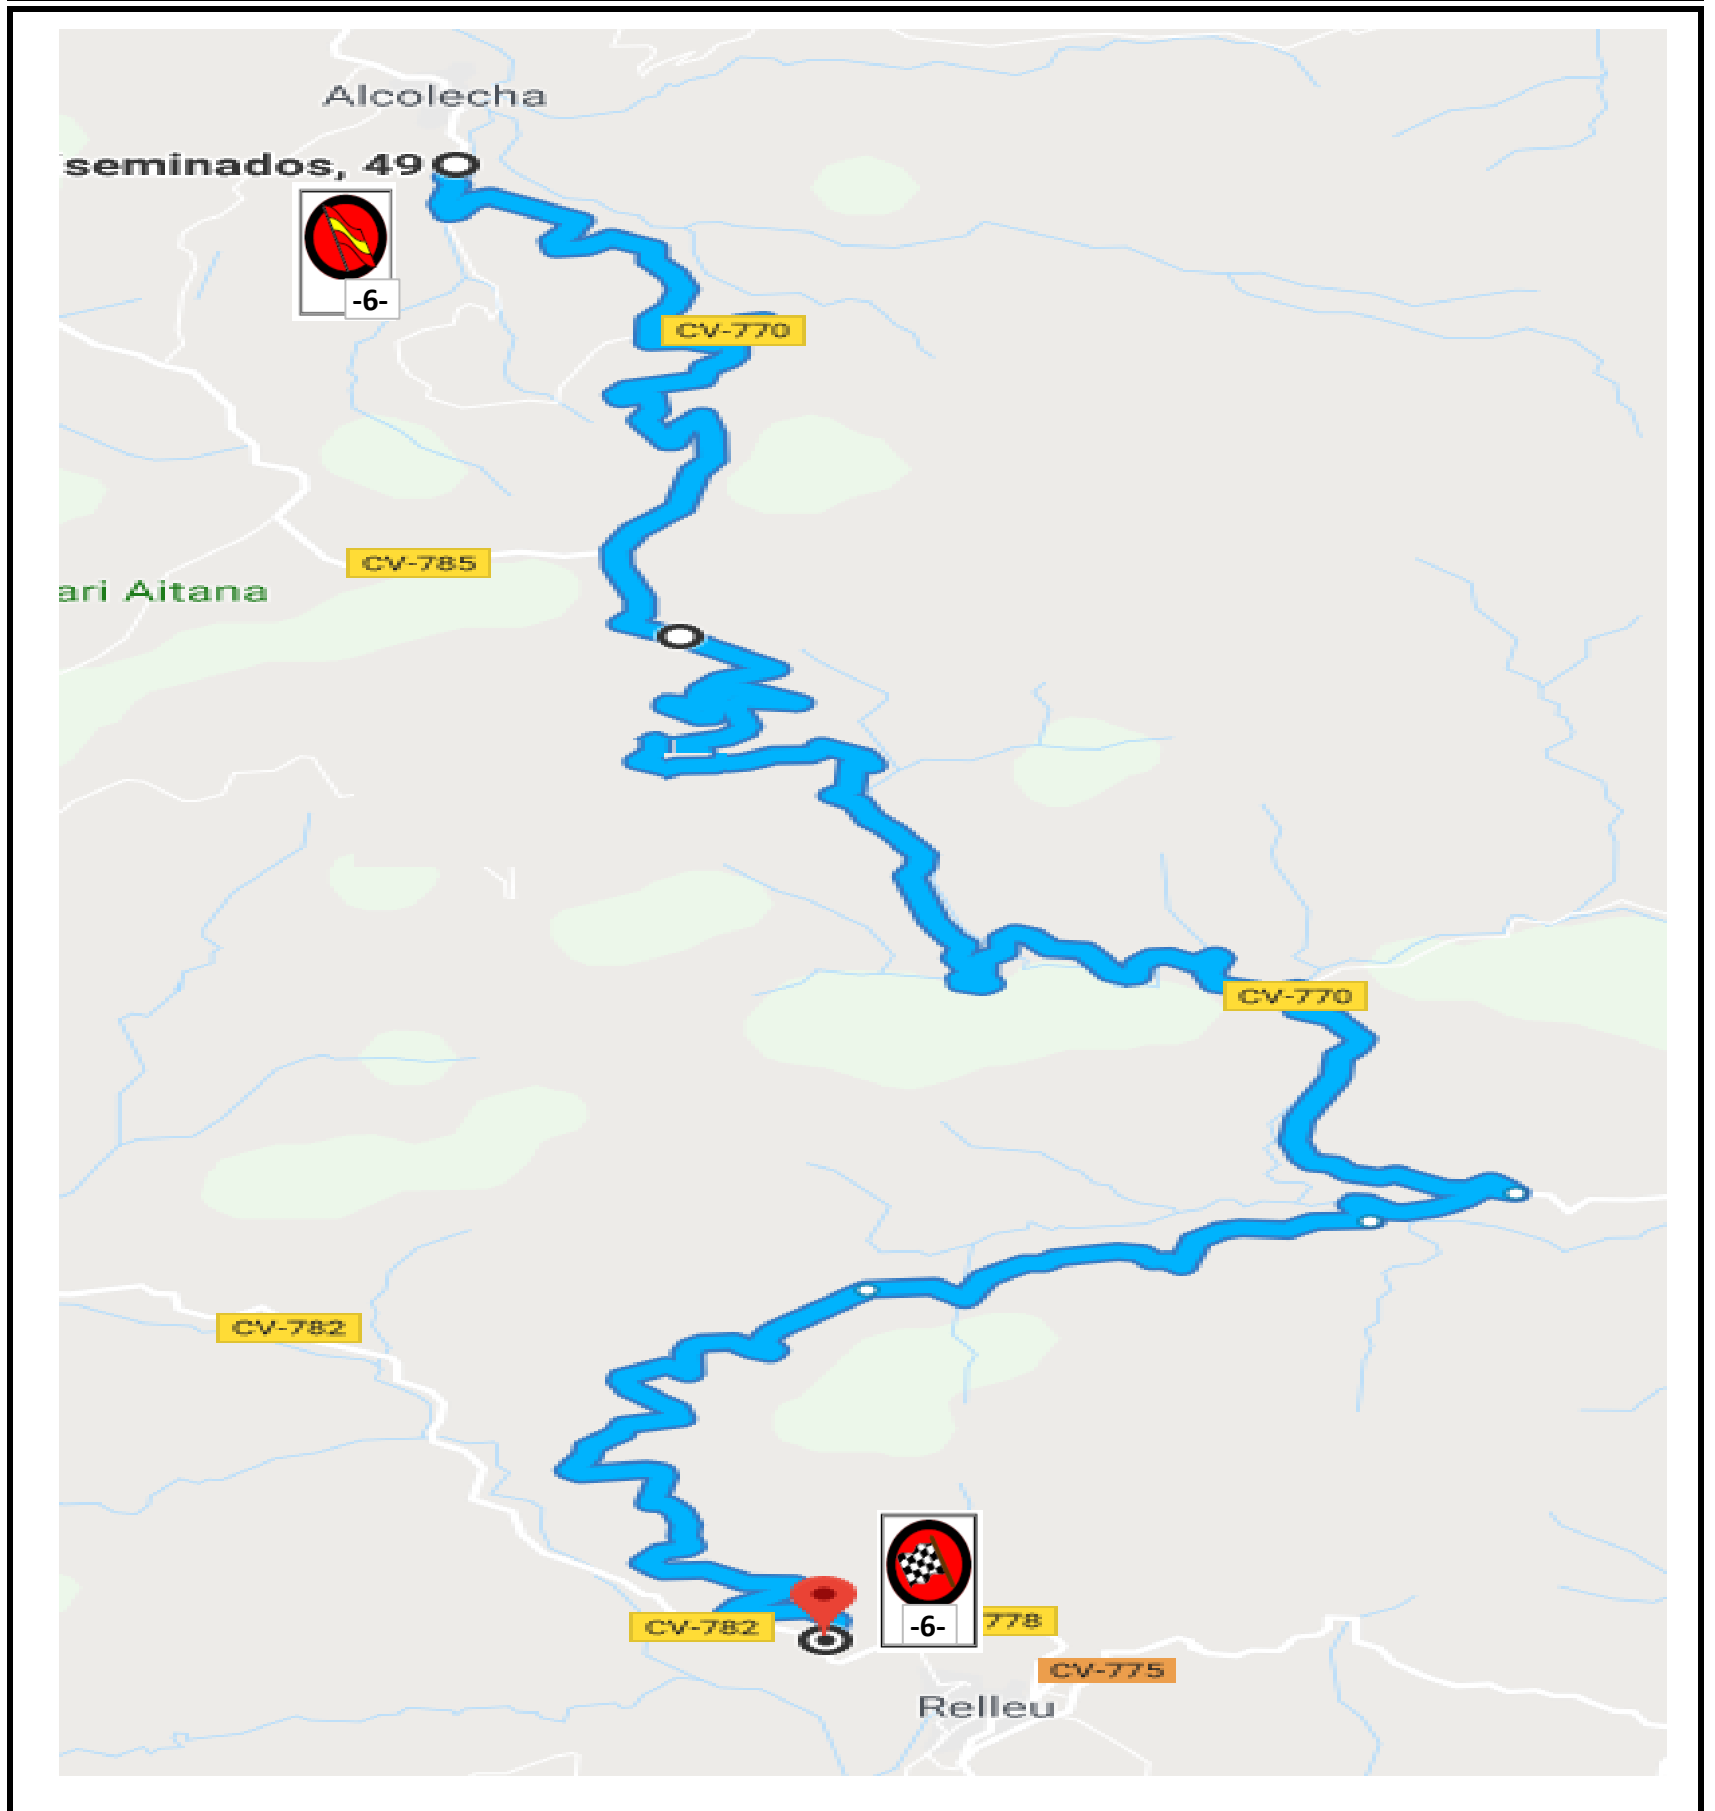 Alcolecha
seminados, 49
-6-
CV-770
CV-785
ari Aitana
CV-770
CV-782
CV-782
-6-
778
CV-775
Relleu